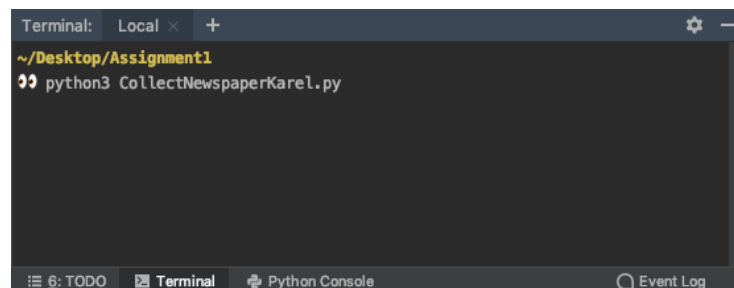 Terminal: Local × +
~/Desktop/Assignment1
👀 python3 CollectNewspaperKarel.py
6: TODO Terminal Python Console Event Log